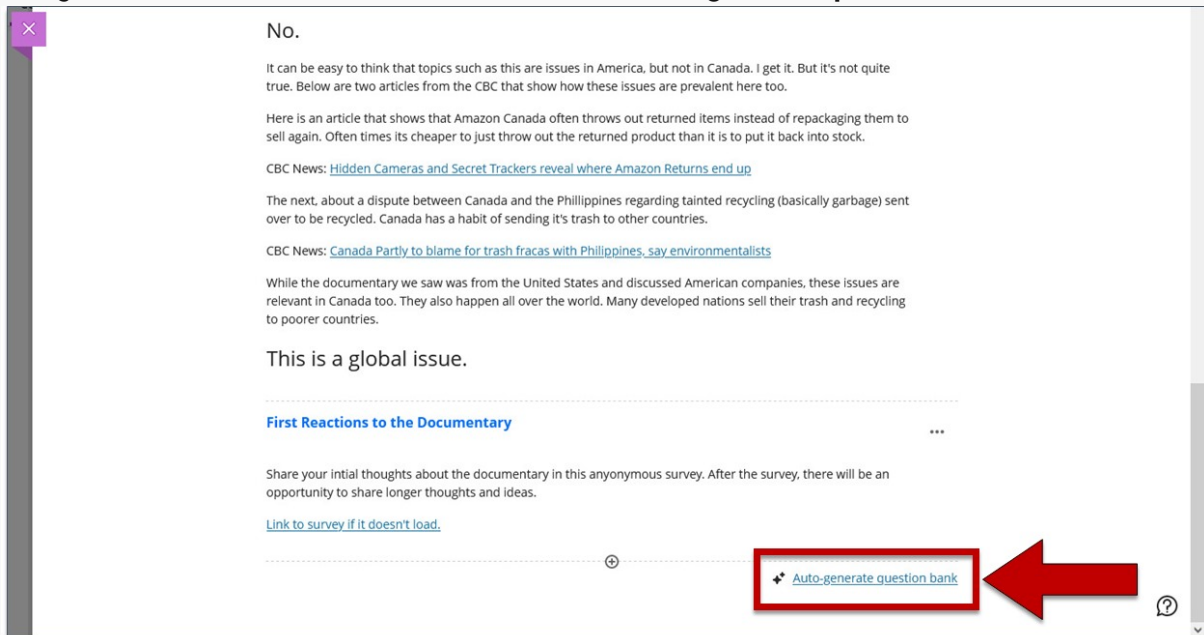 No.
It can be easy to think that topics such as this are issues in America, but not in Canada. I get it. But it's not quite
true. Below are two articles from the CBC that show how these issues are prevalent here too.
Here is an article that shows that Amazon Canada often throws out returned items instead of repackaging them to
sell again. Often times its cheaper to just throw out the returned product than it is to put it back into stock.
CBC News: Hidden Cameras and Secret Trackers reveal where Amazon Returns end up
The next, about a dispute between Canada and the Phillippines regarding tainted recycling (basically garbage) sent
over to be recycled. Canada has a habit of sending it's trash to other countries.
CBC News: Canada Partly to blame for trash fracas with Philippines, say environmentalists
While the documentary we saw was from the United States and discussed American companies, these issues are
relevant in Canada too. They also happen all over the world. Many developed nations sell their trash and recycling
to poorer countries.
This is a global issue.
First Reactions to the Documentary
Share your intial thoughts about the documentary in this anyonymous survey. After the survey, there will be an
opportunity to share longer thoughts and ideas.
Link to survey if it doesn't load.
Auto-generate question bank